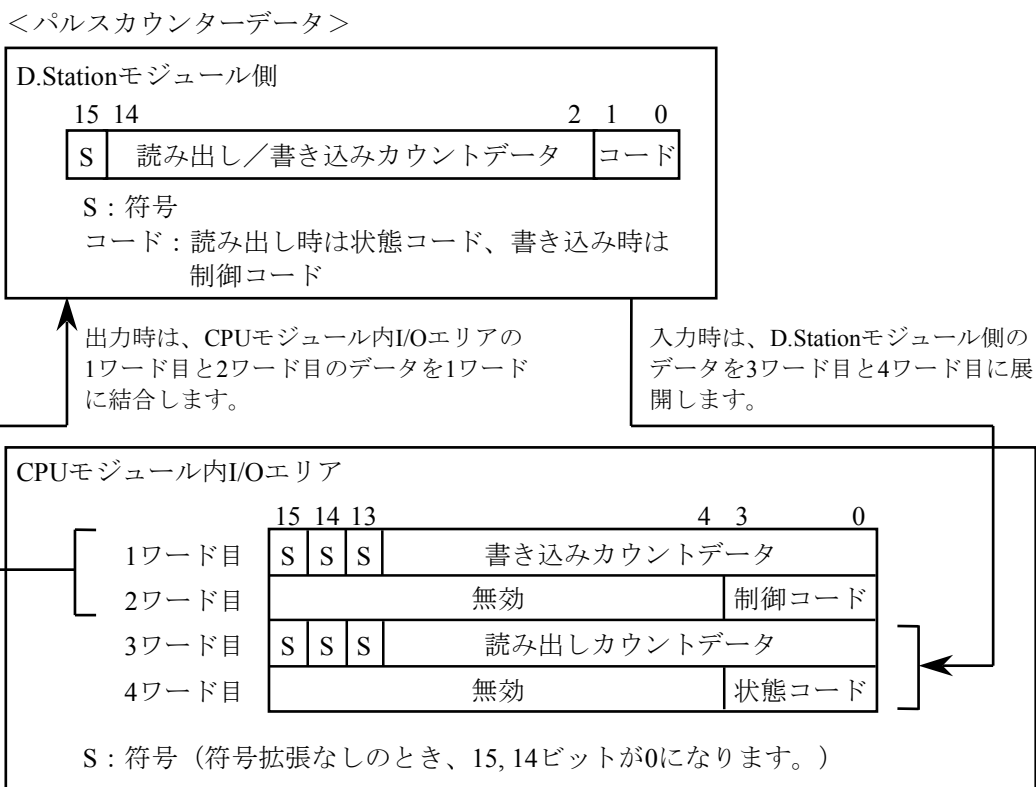 ＜パルスカウンターデータ＞
D.Stationモジュール側
15 14 2 1 0
S 読み出し／書き込みカウントデータ コード
S：符号
コード：読み出し時は状態コード、書き込み時は
制御コード
出力時は、CPUモジュール内I/Oエリアの
1ワード目と2ワード目のデータを1ワード
に結合します。
入力時は、D.Stationモジュール側の
データを3ワード目と4ワード目に展
開します。
CPUモジュール内I/Oエリア
15 14 13 4 3 0
1ワード目 S S S 書き込みカウントデータ
2ワード目 無効 制御コード
3ワード目 S S S 読み出しカウントデータ
4ワード目 無効 状態コード
S：符号（符号拡張なしのとき、15, 14ビットが0になります。）